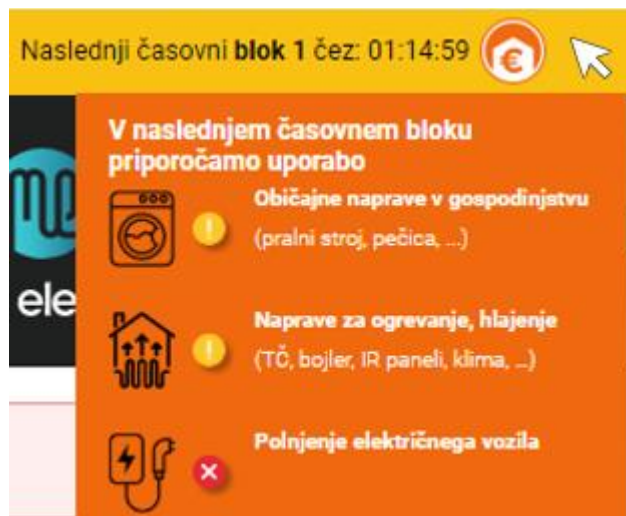 Naslednji časovni blok 1 čez: 01:14:59
V naslednjem časovnem bloku
priporočamo uporabo
Običajne naprave v gospodinjstvu
(pralni stroj, pečica, ...)
ele
Naprave za ogrevanje, hlajenje
(TČ, bojler, IR paneli, klima, ...)
Polnjenje električnega vozila